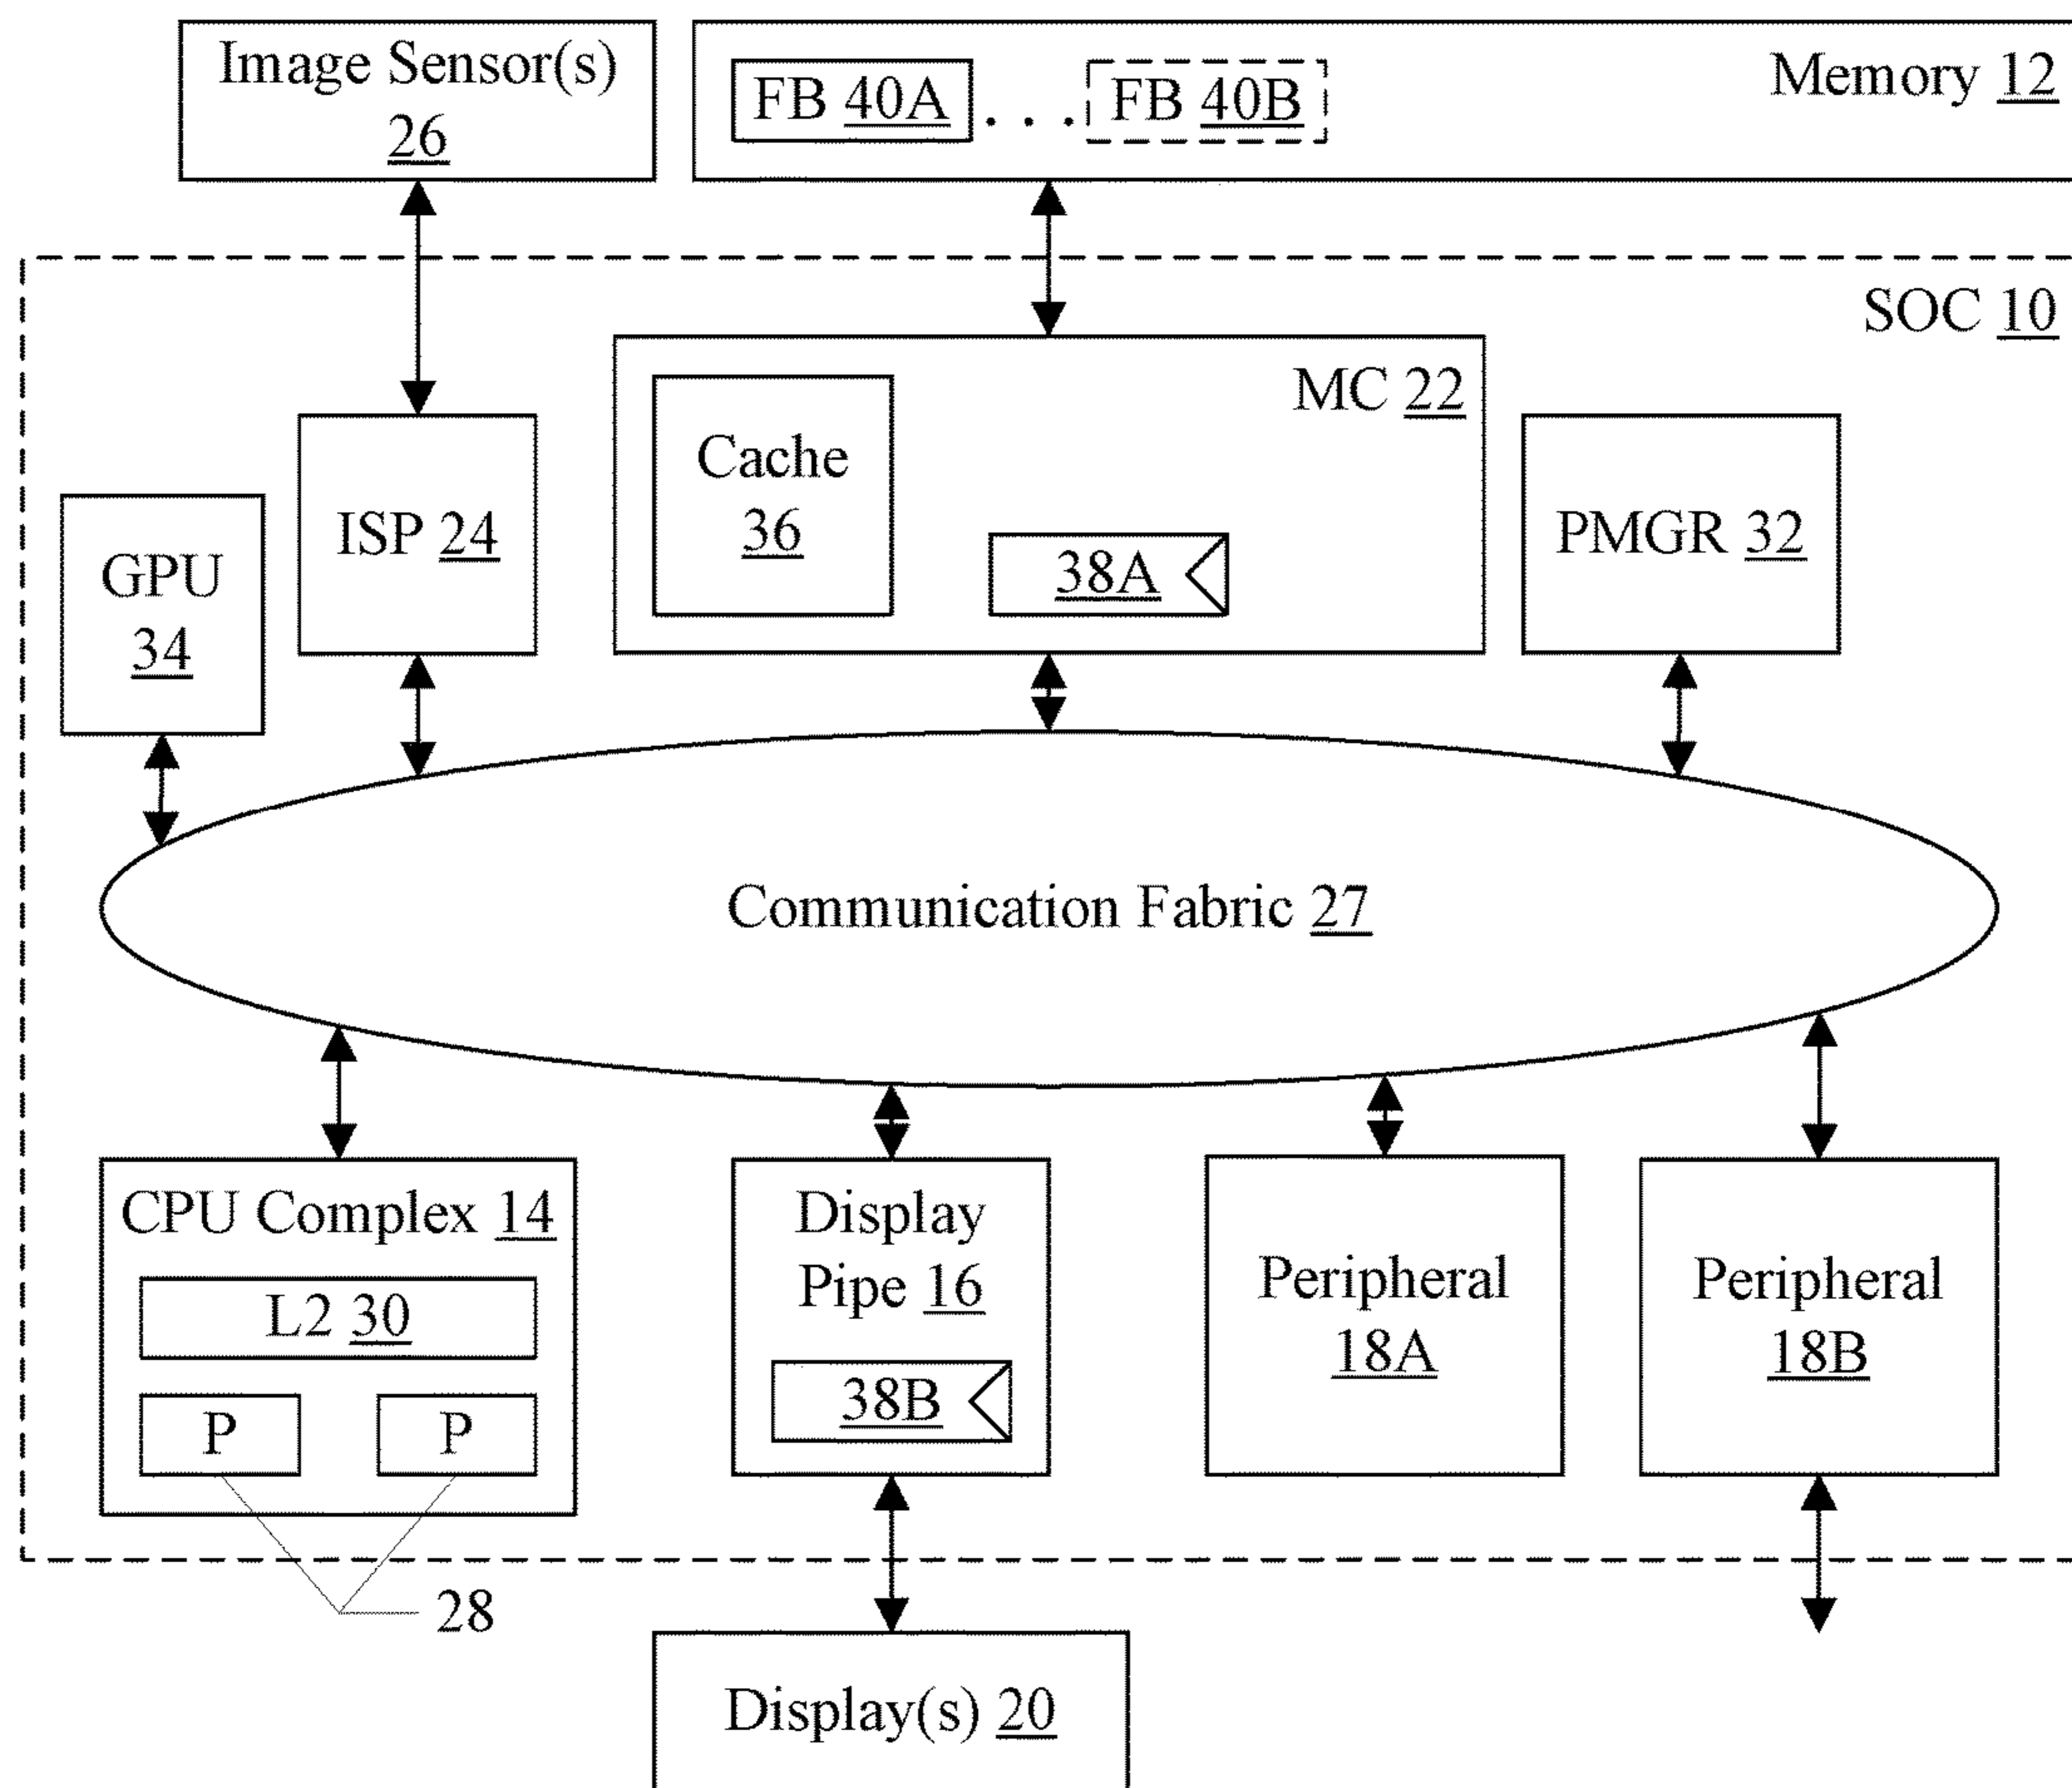 Image Sensor(s)
26
FB 40A . . . FB 40B
Memory 12
SOC 10
MC 22
Cache
36
38A
ISP 24
PMGR 32
GPU
34
Communication Fabric 27
CPU Complex 14
L2 30
P
P
28
Display
Pipe 16
38B
Peripheral
18A
Peripheral
18B
Display(s) 20